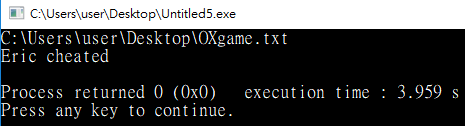 C:\Users\user\Desktop\Untitled5.exe
C:\Users\user\Desktop\OXgame.txt
Eric cheated
Process returned 0 (0x0)   execution time : 3.959 s
Press any key to continue.